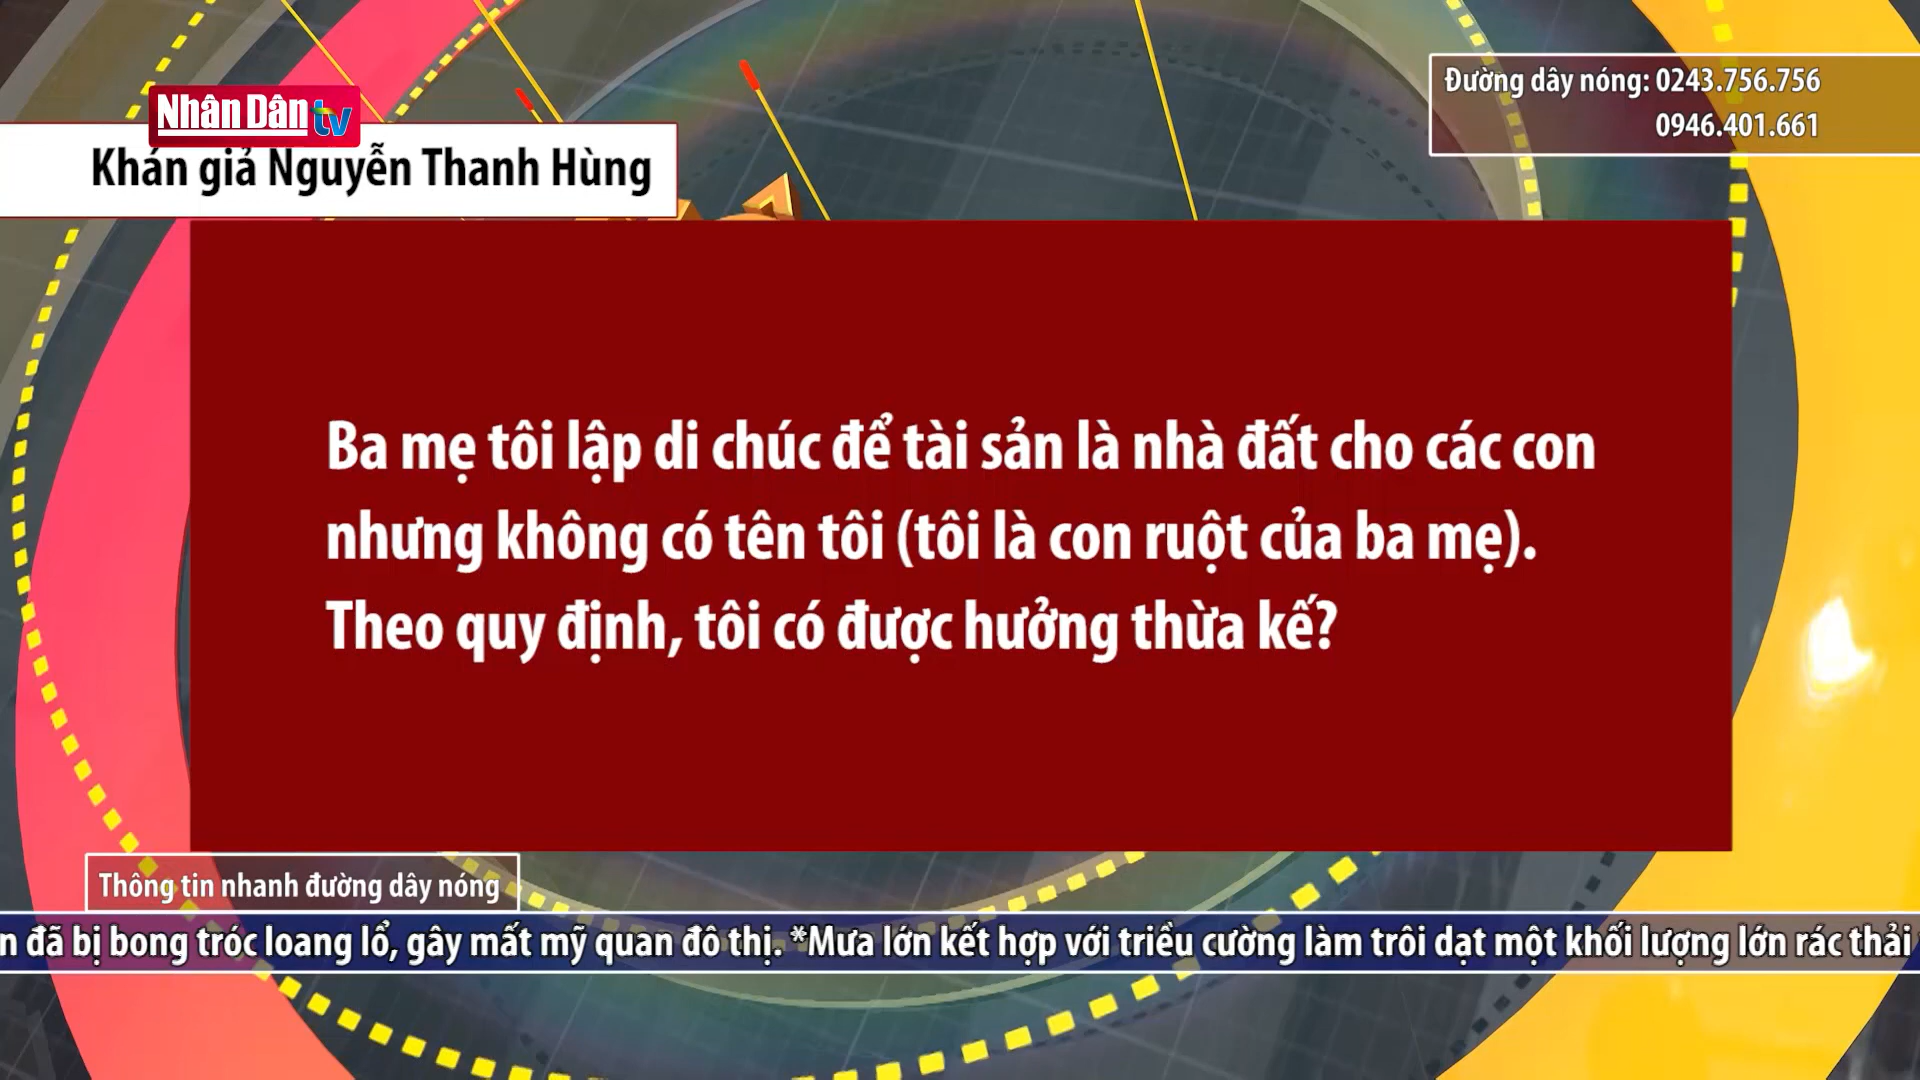 Nhân Dân tv
Đường dây nóng: 0243.756.756
0946.401.661
Khán giả Nguyễn Thanh Hùng
Ba mẹ tôi lập di chúc để tài sản là nhà đất cho các con
nhưng không có tên tôi (tôi là con ruột của ba mẹ).
Theo quy định, tôi có được hưởng thừa kế?
Thông tin nhanh đường dây nóng
n đã bị bong tróc loang lổ, gây mất mỹ quan đô thị. *Mưa lớn kết hợp với triều cường làm trôi dạt một khối lượng lớn rác thải